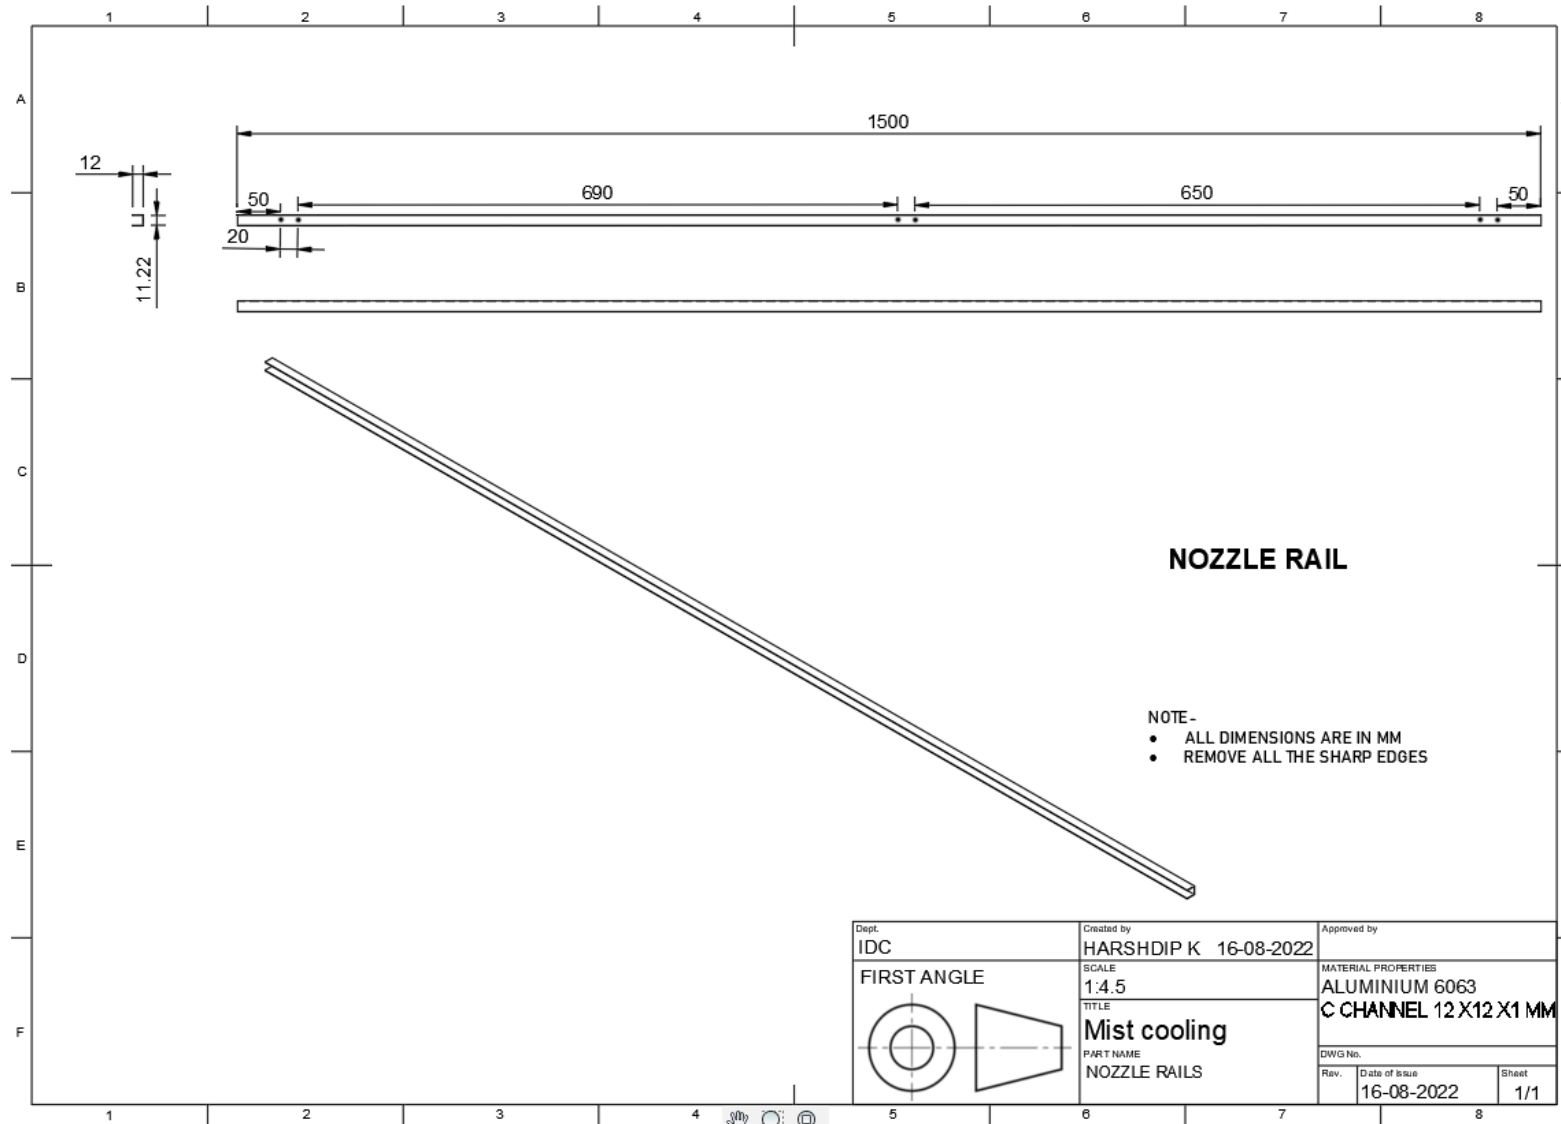 1 2 3 4 5 6 7 8
A
1500
12
690
650
50
50
20
11.22
B
C
NOZZLE RAIL
D
NOTE-
• ALL DIMENSIONS ARE IN MM
• REMOVE ALL THE SHARP EDGES
E
Dept.
IDC
Created by
HARSHDIP K 16-08-2022
Approved by
FIRST ANGLE
SCALE
1:4.5
MATERIAL PROPERTIES
ALUMINIUM 6063
C CHANNEL 12 X12 X1 MM
TITLE
Mist cooling
PART NAME
NOZZLE RAILS
DWG No.
Rev.
Date of issue
16-08-2022
Sheet
1/1
F
1 2 3 4 5 6 7 8